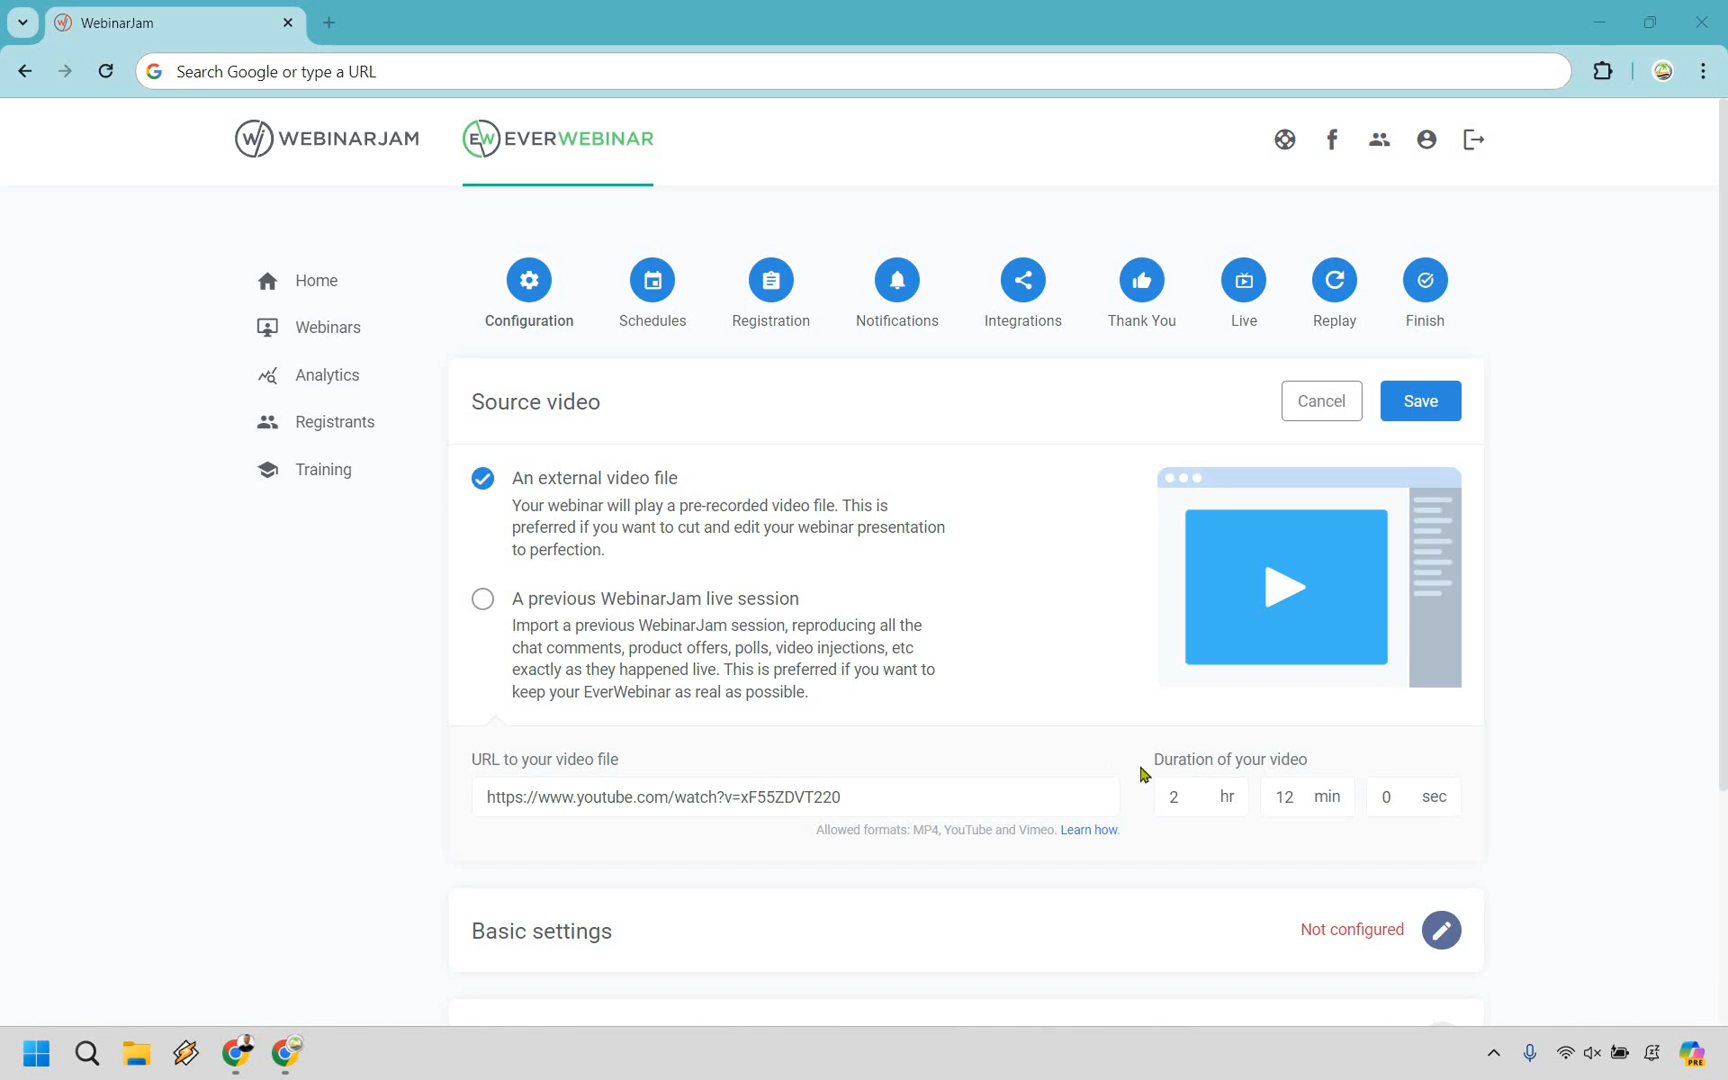 WebinarJam
Search Google or type a URL
WEBINARJAM
EVERWEBINAR
Home
Webinars
Analytics
Registrants
Training
Configuration
Schedules
Registration
Notifications
Integrations
Thank You
Live
Replay
Finish
Source video
Cancel
Save
An external video file
Your webinar will play a pre-recorded video file. This is
preferred if you want to cut and edit your webinar presentation
to perfection.
A previous WebinarJam live session
Import a previous WebinarJam session, reproducing all the
chat comments, product offers, polls, video injections, etc
exactly as they happened live. This is preferred if you want to
keep your EverWebinar as real as possible.
URL to your video file
Duration of your video
https://www.youtube.com/watch?v=xF55ZDVT220
2 hr 12 min 0 sec
Allowed formats: MP4, YouTube and Vimeo. Learn how.
Basic settings
Not configured
PRE